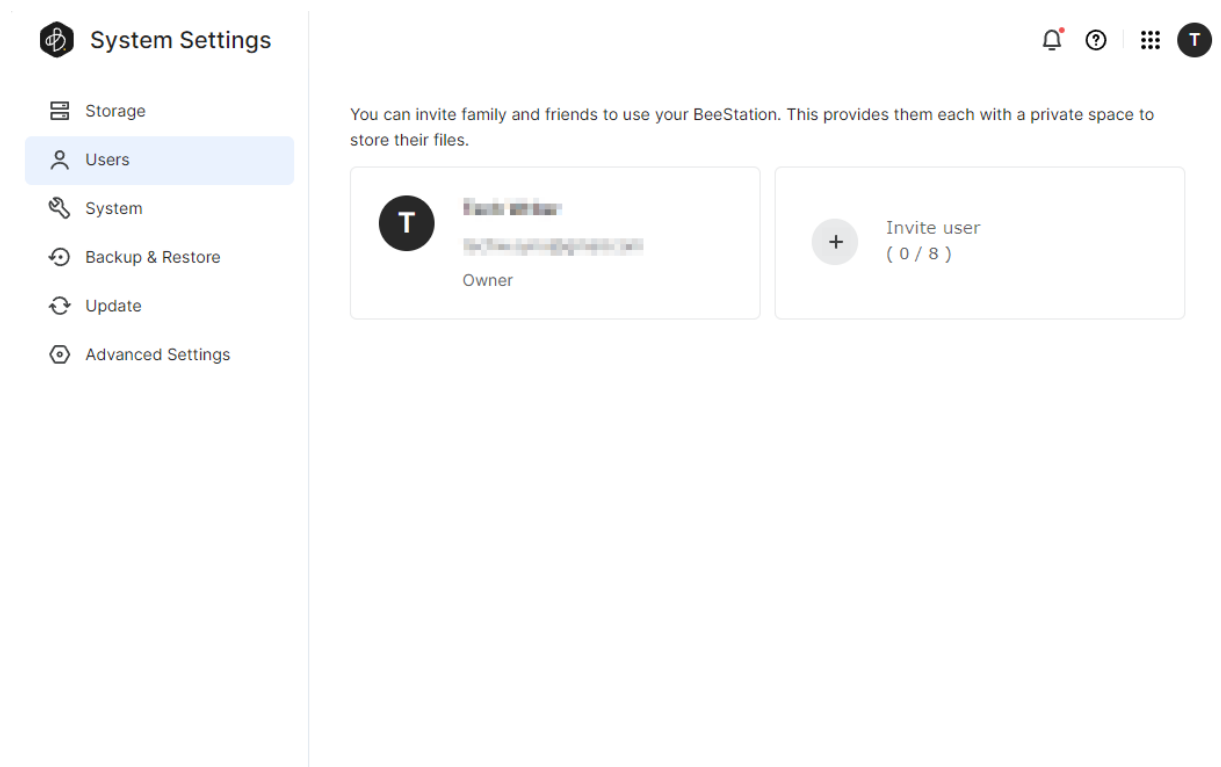 System Settings
T
Storage
Users
System
Backup & Restore
Update
Advanced Settings
You can invite family and friends to use your BeeStation. This provides them each with a private space to
store their files.
T
Owner
Invite user
( 0 / 8 )